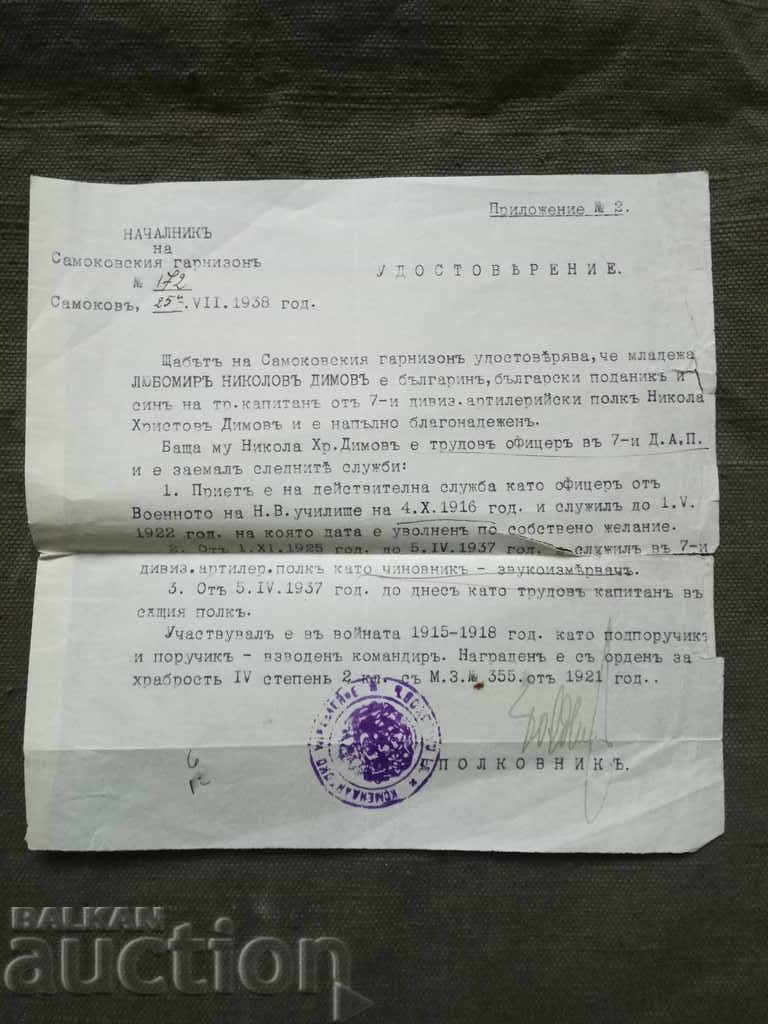 Приложение № 2.
НАЧАЛНИКЪ
на
Самоковския гарнизонъ
№ 172
Самоковъ, 25 .VII.1938 год.
УДОСТОВѢРЕНИЕ.
Щабътъ на Самоковския гарнизонъ удостовѣрява, че младежа
ЛЮБОМИРЪ НИКОЛОВЪ ДИМОВЪ е българинъ, български поданикъ и
синъ на тр.капитанъ отъ 7-и дивиз.артилерийски полкъ Никола
Христовъ Димовъ и е напълно благонадежен.
Баща му Никола Хр.Димовъ е трудовъ офицеръ въ 7-и Д.А.П.
и е заемалъ следнитѣ служби:
1. Приетъ е на действителна служба като офицеръ отъ
Военното на Н.В.училише на 4.X.1916 год. и служил до 1.V.
1922 год. на която дата е уволненъ по собствено желание.
2. Отъ 1.XI.1925 год. до 5.IV.1937 год. служилъ въ 7-и
дивиз.артилер.полкъ като чиновникъ - звукоизмѣрвачъ.
3. Отъ 5.IV.1937 год. до днесъ като трудовъ капитанъ въ
сящия полкъ.
Участвувалъ е въ войната 1915-1918 год. като подпоручикъ
и поручикъ - взводенъ командиръ. Награденъ е съ орденъ за
храбрость IV степень 2 кл. съ М.З.№ 355.отъ 1921 год..
ПОЛКОВНИКЪ.
BALKAN
auction